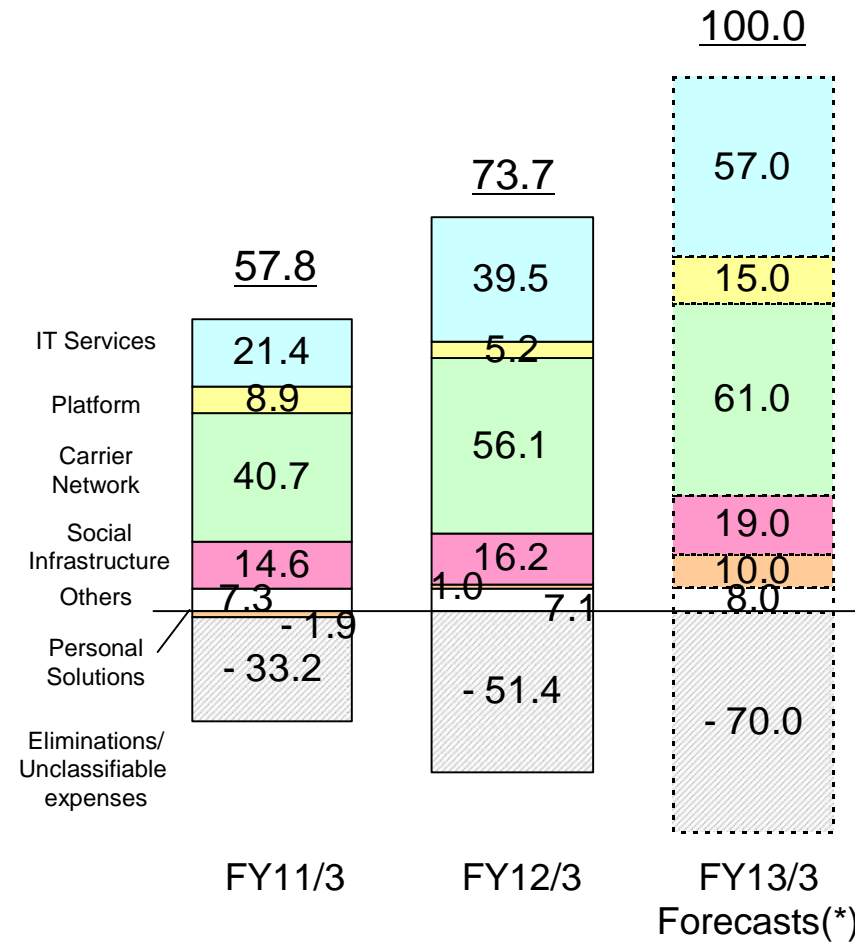 100.0
73.7
57.8
IT Services
Platform
Carrier
Network
Social
Infrastructure
Others
Personal
Solutions
Eliminations/
Unclassifiable
expenses
21.4
8.9
40.7
14.6
7.3
- 1.9
- 33.2
39.5
5.2
56.1
16.2
1.0
7.1
- 51.4
57.0
15.0
61.0
19.0
10.0
8.0
- 70.0
FY11/3
FY12/3
FY13/3
Forecasts(*)